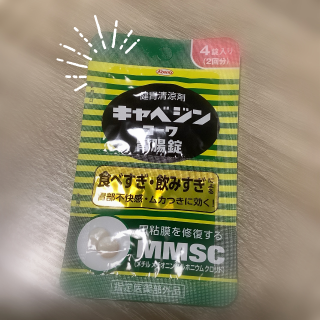 Kowa
4錠入り
(2回分)
健胃清涼剤
キャベジン
コーワ
胃腸錠
食べすぎ・飲みすぎ
胃部不快感・ムカつきに効く!
胃粘膜を修復する
MMSC
指定医薬部外品